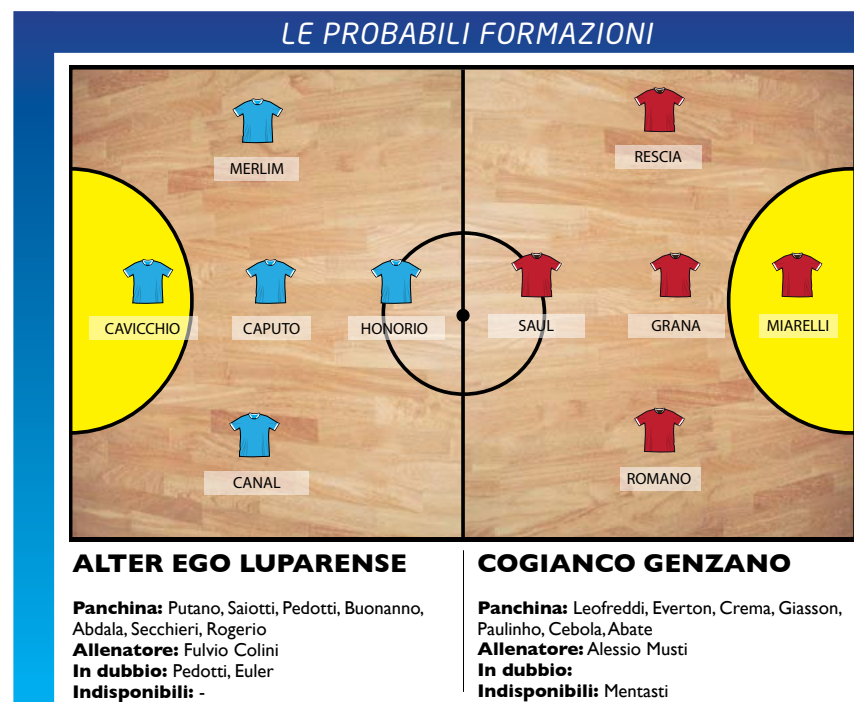 LE PROBABILI FORMAZIONI
MERLIM
RESCIA
CAVICCHIO
CAPUTO
HONORIO
SAUL
GRANA
MIARELLI
CANAL
ROMANO
ALTER EGO LUPARENSE
Panchina: Putano, Saiotti, Pedotti, Buonanno,
Abdala, Secchieri, Rogerio
Allenatore: Fulvio Colini
In dubbio: Pedotti, Euler
Indisponibili: -
COGIANCO GENZANO
Panchina: Leofreddi, Everton, Crema, Giasson,
Paulinho, Cebola, Abate
Allenatore: Alessio Musti
In dubbio:
Indisponibili: Mentasti